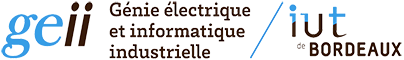 geii
Génie électrique
et informatique
industrielle
iut
de BORDEAUX